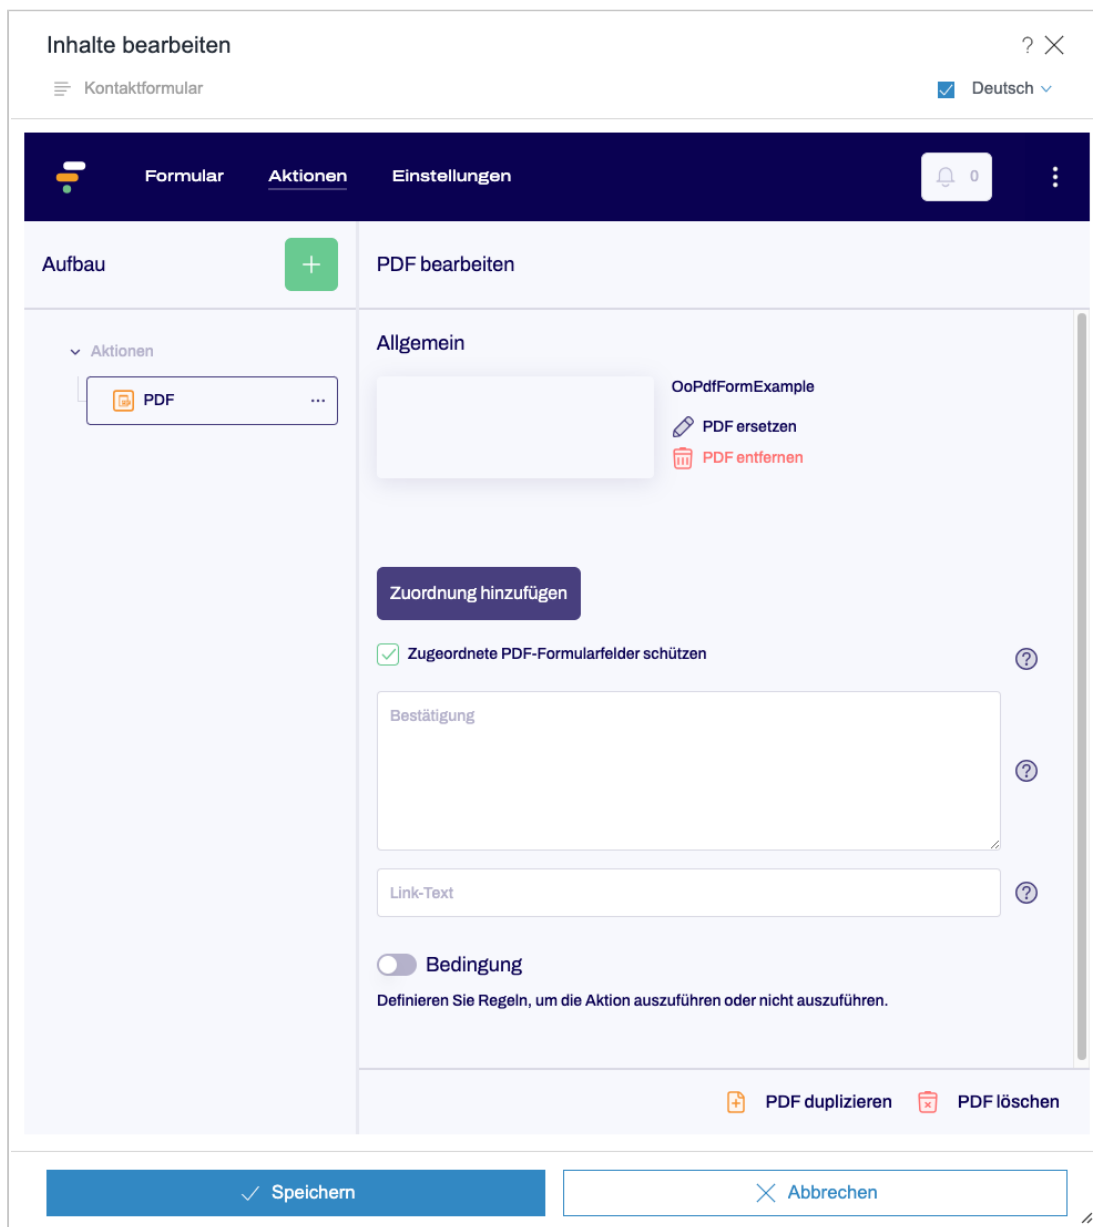 Inhalte bearbeiten
?
Kontaktformular
Deutsch
Formular Aktionen Einstellungen
0
Aufbau
PDF bearbeiten
Aktionen
PDF
Allgemein
OoPdfFormExample
PDF ersetzen
PDF entfernen
Zuordnung hinzufügen
Zugeordnete PDF-Formularfelder schützen
?
Bestätigung
?
Link-Text
?
Bedingung
Definieren Sie Regeln, um die Aktion auszuführen oder nicht auszuführen.
PDF duplizieren PDF löschen
Speichern Abbrechen